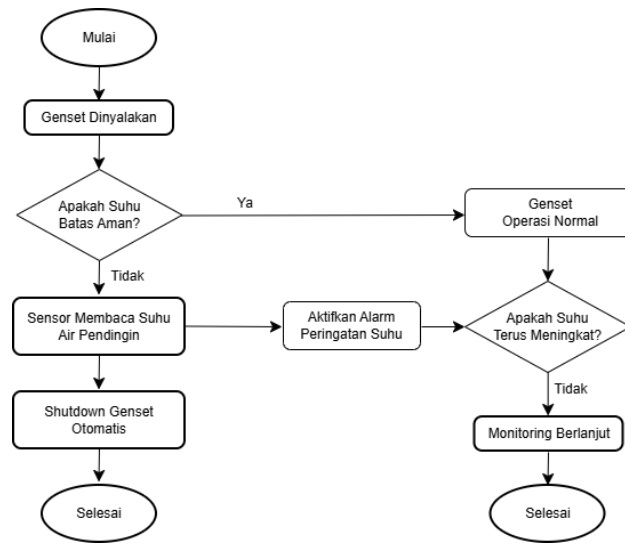 Mulai
Genset Dinyalakan
Apakah Suhu
Batas Aman?
Ya
Genset
Operasi Normal
Tidak
Sensor Membaca Suhu
Air Pendingin
Aktifkan Alarm
Peringatan Suhu
Apakah Suhu
Terus Meningkat?
Tidak
Shutdown Genset
Otomatis
Monitoring Berlanjut
Selesai
Selesai